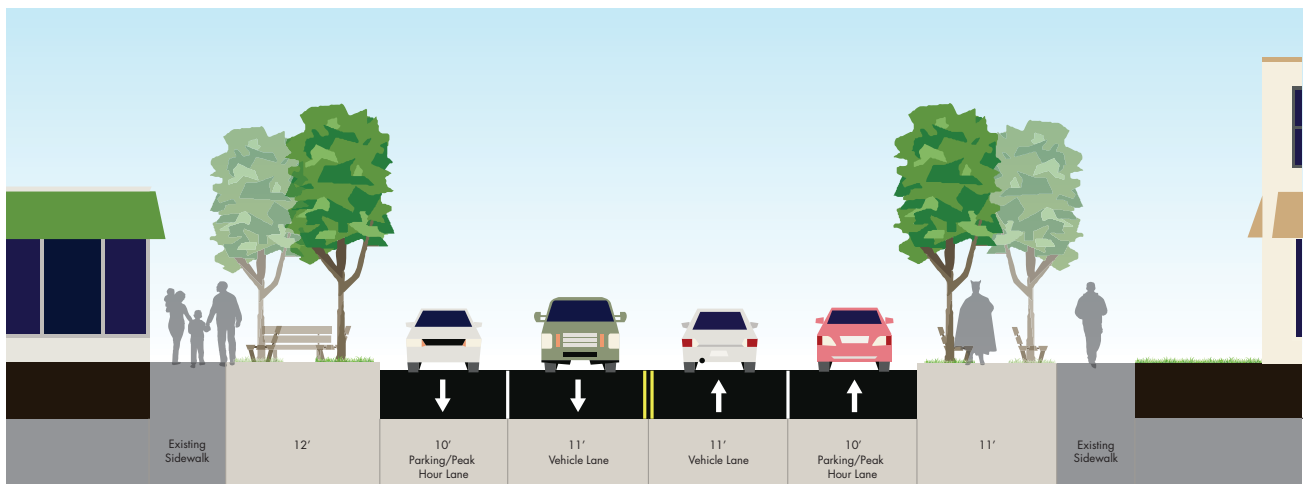 Existing
Sidewalk
12’
10’
Parking/Peak
Hour Lane
11’
Vehicle Lane
11’
Vehicle Lane
10’
Parking/Peak
Hour Lane
11’
Existing
Sidewalk